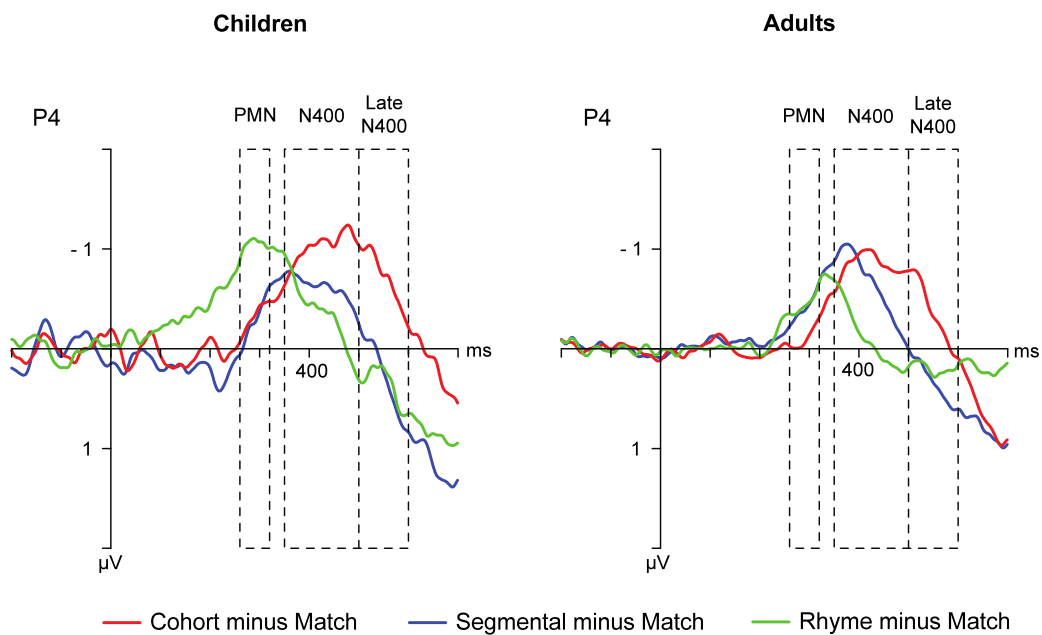 Children
Adults
P4
PMN
N400
Late
N400
P4
PMN
N400
Late
N400
- 1
ms
400
1
µV
-1
ms
400
1
µV
Cohort minus Match
Segmental minus Match
Rhyme minus Match